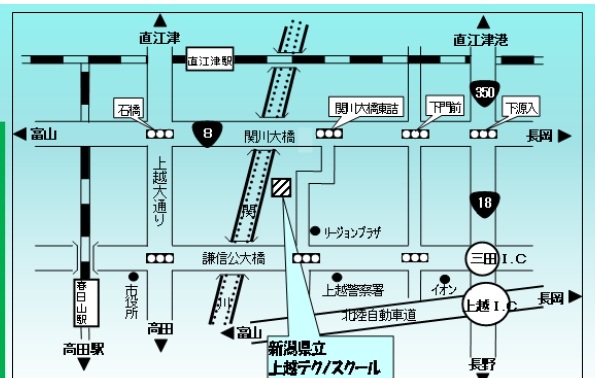 直江津
直江津港
直江津駅
350
石橋
関川大橋東詰
下門前
下源入
富山
8
関川大橋
長岡
上越大通り
関
18
リージョンプラザ
謙信公大橋
三田I.C
市役所
上越警察署
イオン
春日山駅
川
上越I.C
長岡
北陸自動車道
高田
富山
高田駅
新潟県立
上越テクノスクール
長野